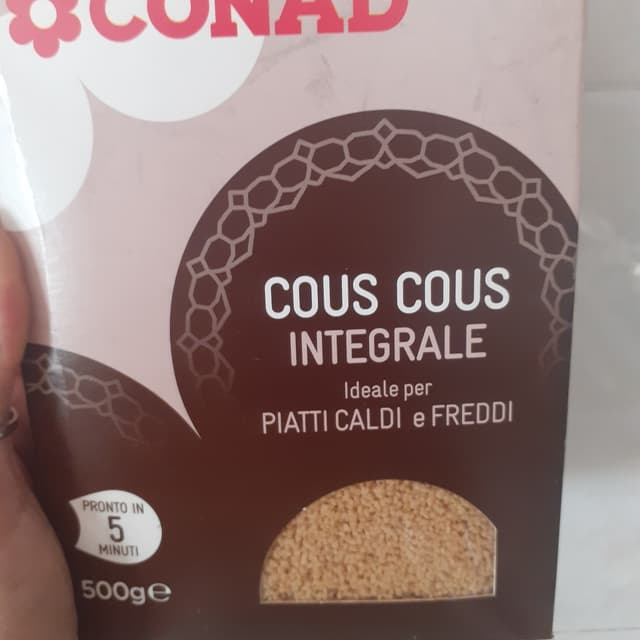 CONAD
COUS COUS
INTEGRALE
Ideale per
PIATTI CALDI e FREDDI
PRONTO IN
5
MINUTI
500g℮